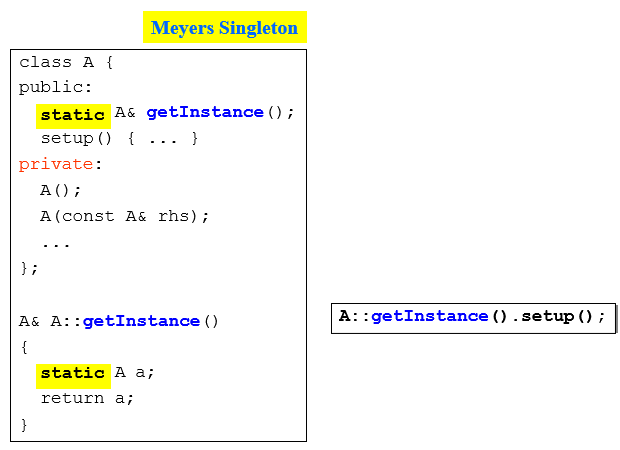 Meyers Singleton
class A {
public:
static A& getInstance();
setup() { ... }
private:
A();
A(const A& rhs);
...
};
A& A::getInstance()
{
static A a;
return a;
}
A::getInstance().setup();